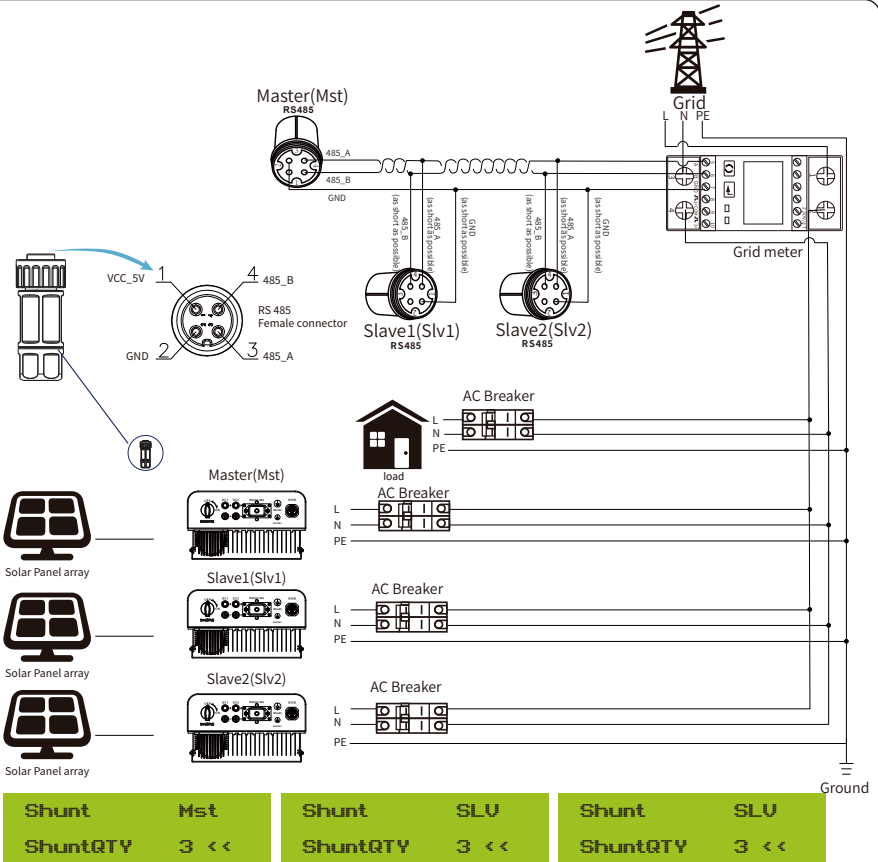 Grid
L N PE
Master(Mst)
RS485
485_A
485_B
GND
Grid meter
485_B
(as short as possible)
485_A
(as short as possible)
GND
(as short as possible)
485_B
(as short as possible)
485_A
(as short as possible)
GND
(as short as possible)
Slave1(Slv1)
RS485
Slave2(Slv2)
RS485
VCC_5V
1
4
485_B
RS 485
Female connector
GND
2
3
485_A
AC Breaker
L
N
PE
load
Master(Mst)
AC Breaker
L
N
PE
Solar Panel array
Slave1(Slv1)
AC Breaker
L
N
PE
Solar Panel array
Slave2(Slv2)
AC Breaker
L
N
PE
Solar Panel array
Ground
Shunt Mst
ShuntQTY 3 <<
Shunt SLV
ShuntQTY 3 <<
Shunt SLV
ShuntQTY 3 <<